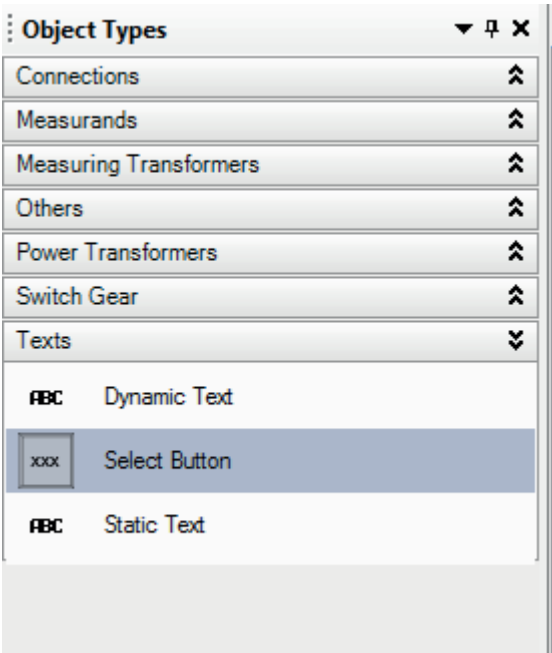 Object Types
Connections
Measurands
Measuring Transformers
Others
Power Transformers
Switch Gear
Texts
ABC Dynamic Text
xxx Select Button
ABC Static Text